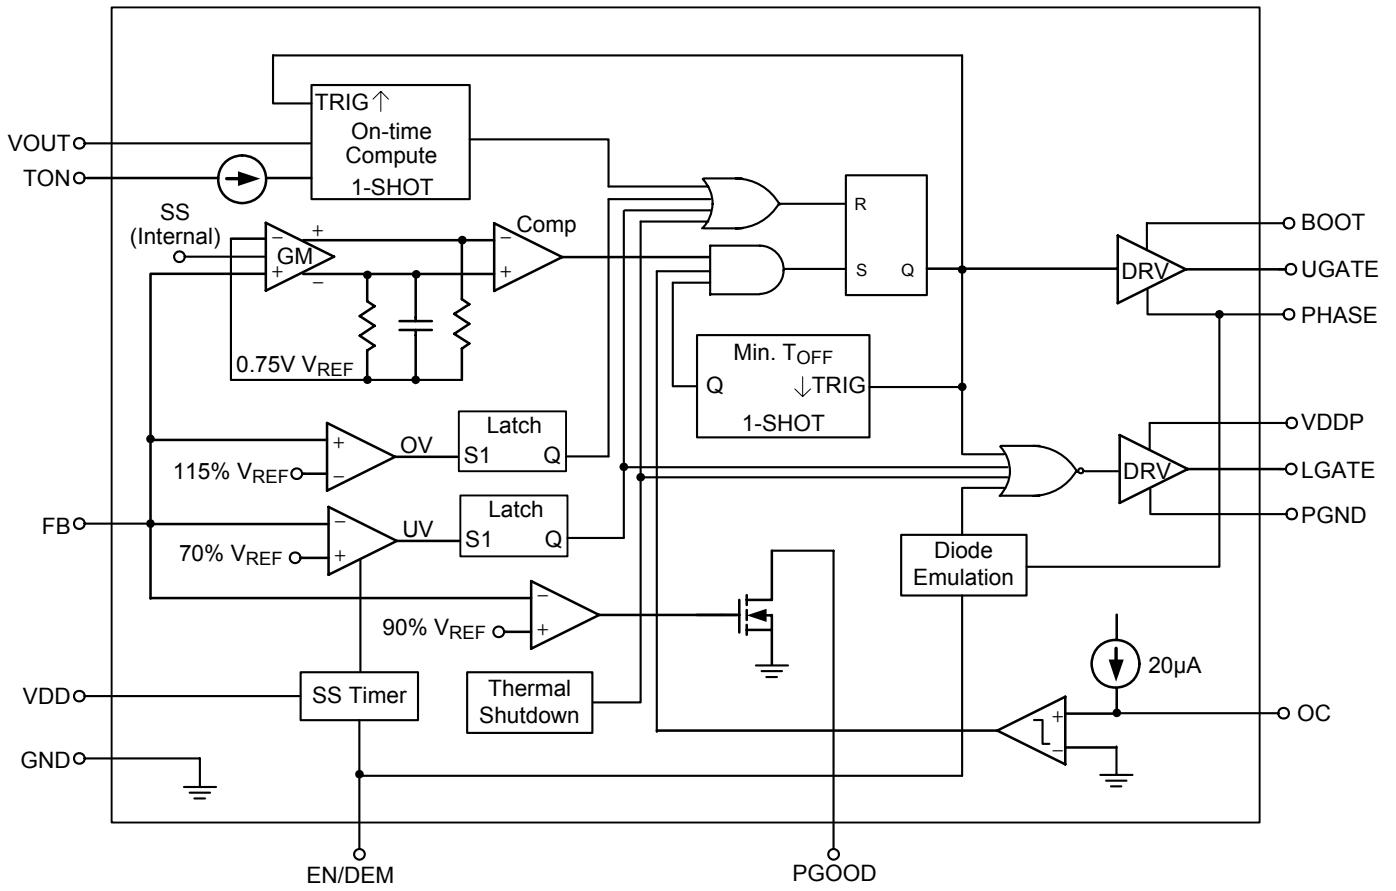 TRIG↑
On-time
Compute
1-SHOT
VOUT
TON
SS
(Internal)
−
+
GM
+
−
0.75V VREF
Comp
−
+
R
S
Q
Min. TOFF
Q
↓TRIG
1-SHOT
BOOT
DRV
UGATE
PHASE
VDDP
DRV
LGATE
PGND
+
−
115% VREF
OV
Latch
S1
Q
FB
−
+
70% VREF
UV
Latch
S1
Q
Diode
Emulation
−
+
90% VREF
VDD
SS Timer
Thermal
Shutdown
20µA
+
−
OC
GND
EN/DEM
PGOOD